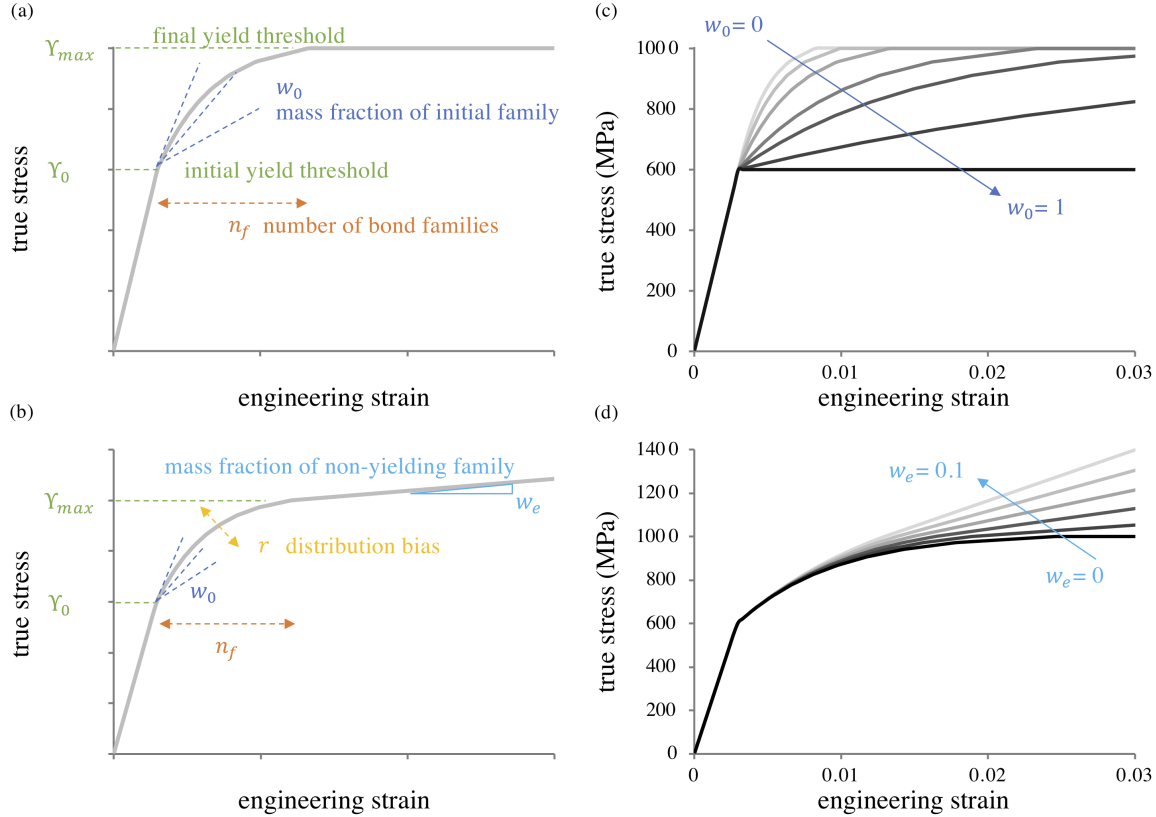 (a)
final yield threshold
Υmax
w0
mass fraction of initial family
Υ0
initial yield threshold
nf number of bond families
true stress
engineering strain
(b)
mass fraction of non-yielding family
Υmax
we
r distribution bias
w0
Υ0
nf
true stress
engineering strain
(c)
w0= 0
1000
800
600
400
200
0
w0= 1
true stress (MPa)
0
0.01
0.02
0.03
engineering strain
(d)
1400
1200
1000
800
600
400
200
0
we= 0.1
we= 0
true stress (MPa)
0
0.01
0.02
0.03
engineering strain